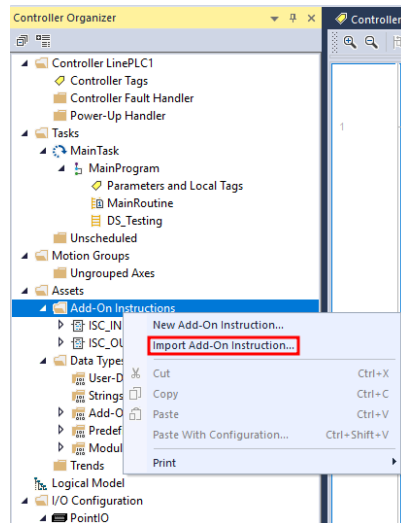 Controller Organizer
Controller
Controller LinePLC1
Controller Tags
Controller Fault Handler
Power-Up Handler
1
Tasks
MainTask
MainProgram
Parameters and Local Tags
MainRoutine
DS_Testing
Unscheduled
Motion Groups
Ungrouped Axes
Assets
Add-On Instructions
ISC_IN
New Add-On Instruction...
ISC_OU
Import Add-On Instruction...
Data Types
Cut Ctrl+X
User-D
Copy Ctrl+C
Strings
Paste Ctrl+V
Add-O
Paste With Configuration... Ctrl+Shift+V
Predef
Modul
Print
Trends
Logical Model
I/O Configuration
PointIO